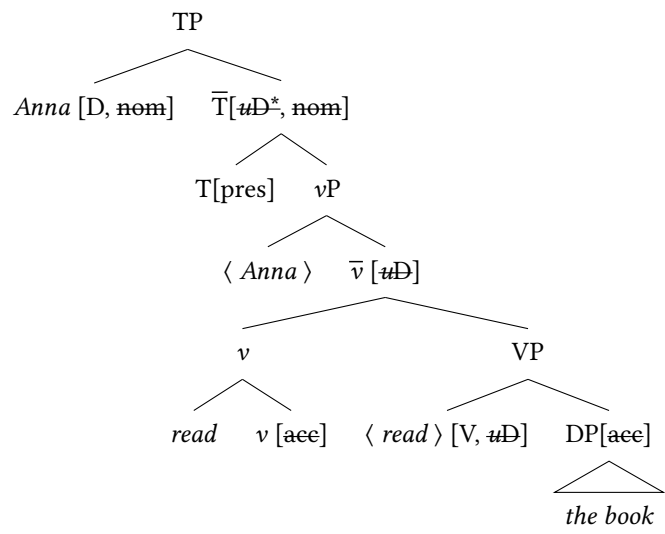 TP
Anna [D, nom] T̅[uD*, nom]
T[pres] vP
⟨ Anna ⟩ v̅ [uD]
v VP
read v [acc] ⟨ read ⟩ [V, uD] DP[acc]
the book